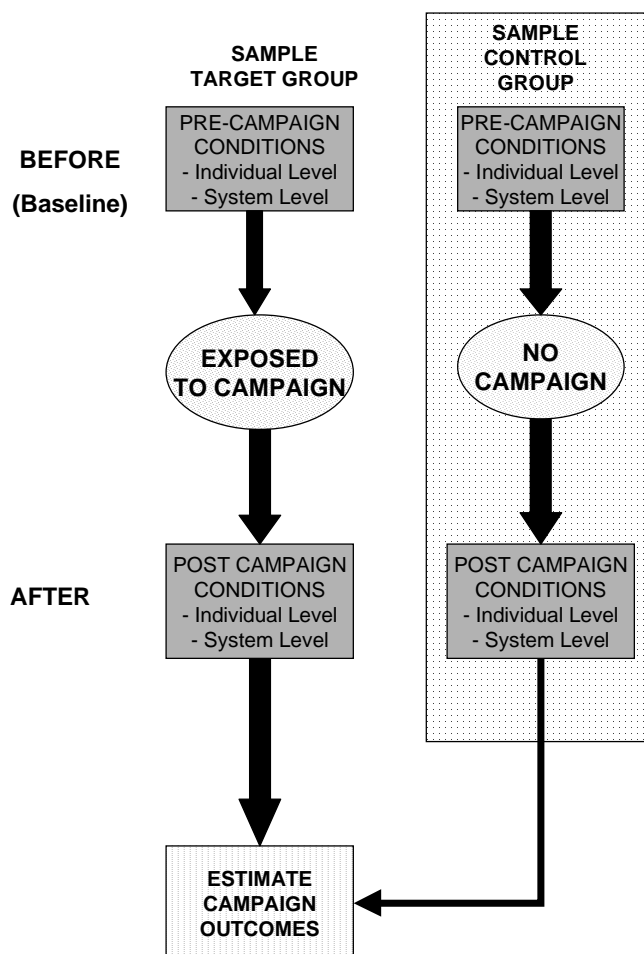 SAMPLE
TARGET GROUP
SAMPLE
CONTROL
GROUP
BEFORE
(Baseline)
PRE-CAMPAIGN
CONDITIONS
- Individual Level
- System Level
PRE-CAMPAIGN
CONDITIONS
- Individual Level
- System Level
EXPOSED
TO CAMPAIGN
NO
CAMPAIGN
AFTER
POST CAMPAIGN
CONDITIONS
- Individual Level
- System Level
POST CAMPAIGN
CONDITIONS
- Individual Level
- System Level
ESTIMATE
CAMPAIGN
OUTCOMES